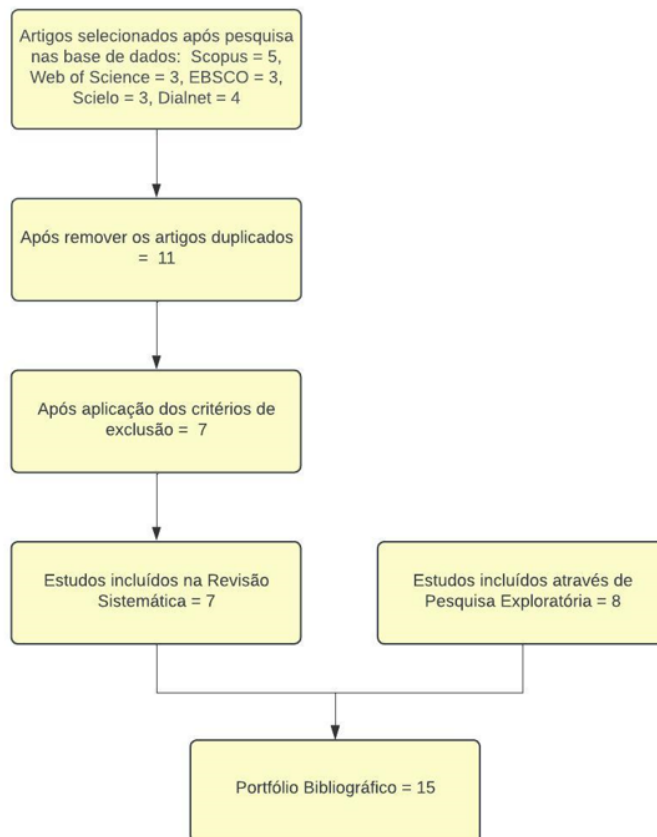 Artigos selecionados após pesquisa
nas base de dados: Scopus = 5,
Web of Science = 3, EBSCO = 3,
Scielo = 3, Dialnet = 4
Após remover os artigos duplicados
= 11
Após aplicação dos critérios de
exclusão = 7
Estudos incluídos na Revisão
Sistemática = 7
Estudos incluídos através de
Pesquisa Exploratória = 8
Portfólio Bibliográfico = 15